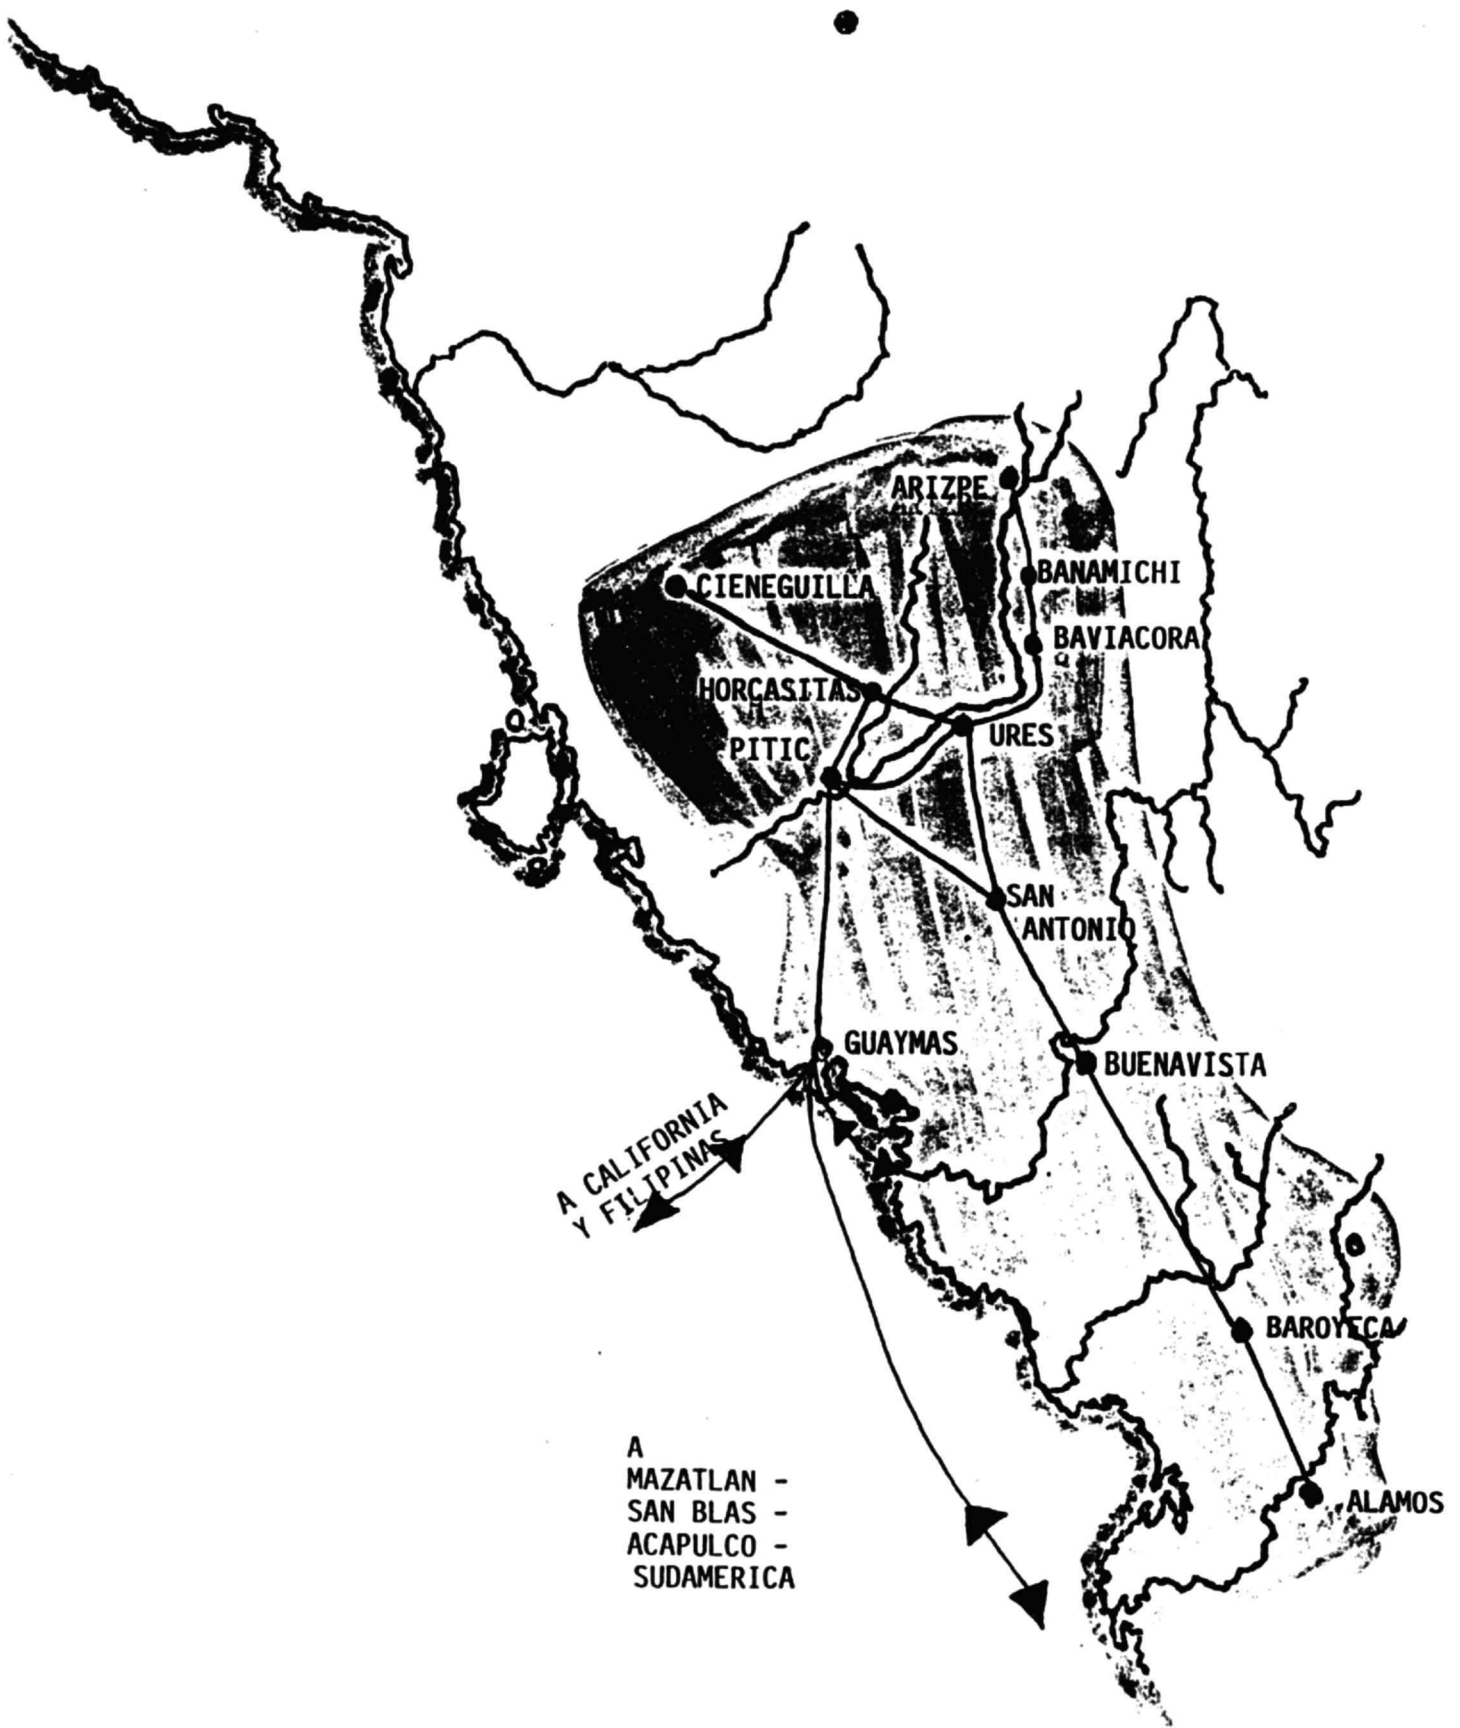 ARIZPE
BANAMICHI
CIENEGUILLA
BAVIACORA
HORCASITAS
URES
PITIC
SAN
ANTONIO
GUAYMAS
BUENAVISTA
A CALIFORNIA
Y FILIPINAS
BAROYECA
A
MAZATLAN -
SAN BLAS -
ACAPULCO -
SUDAMERICA
ALAMOS